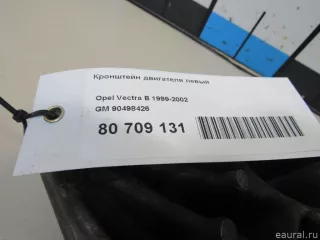 Кронштейн двигателя левый
Opel Vectra B 1999-2002
GM 90498426
80 709 131
eaural.ru